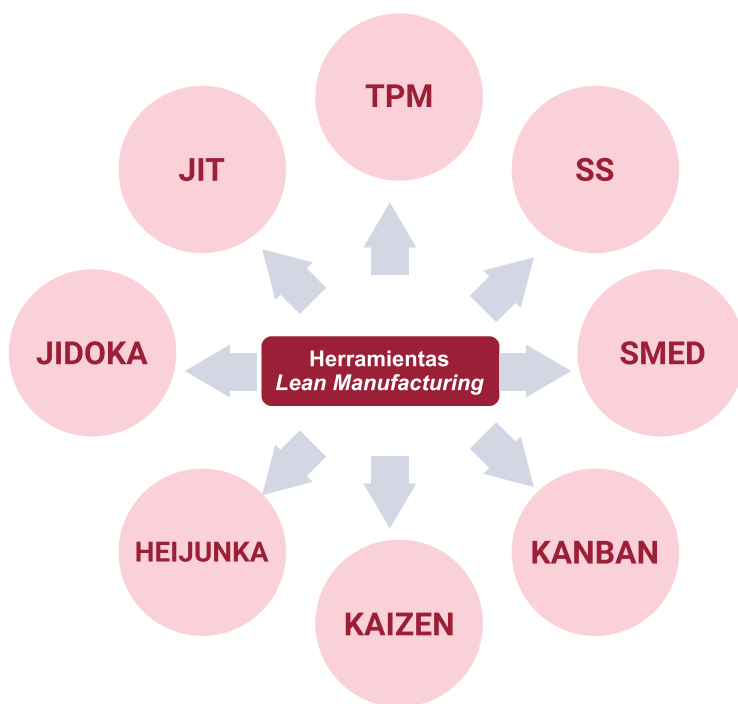 TPM
JIT
SS
JIDOKA
Herramientas
Lean Manufacturing
SMED
HEIJUNKA
KANBAN
KAIZEN